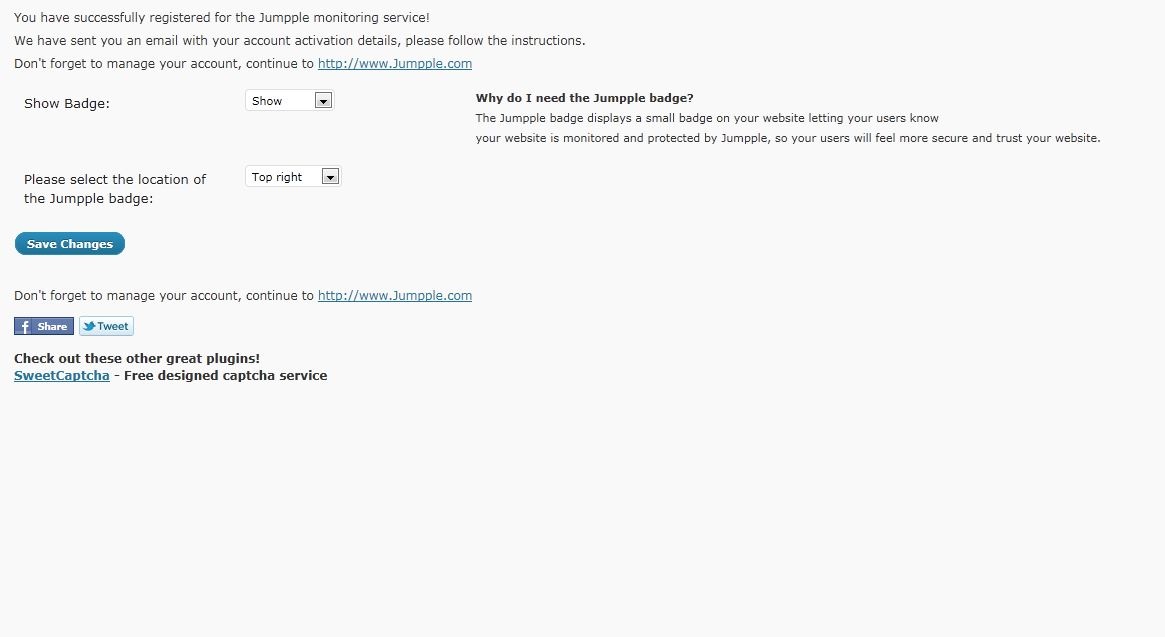 You have successfully registered for the Jumpple monitoring service!
We have sent you an email with your account activation details, please follow the instructions.
Don't forget to manage your account, continue to http://www.Jumpple.com
Show Badge:
Show
Why do I need the Jumpple badge?
The Jumpple badge displays a small badge on your website letting your users know
your website is monitored and protected by Jumpple, so your users will feel more secure and trust your website.
Please select the location of
the Jumpple badge:
Top right
Save Changes
Don't forget to manage your account, continue to http://www.Jumpple.com
f Share
Tweet
Check out these other great plugins!
SweetCaptcha - Free designed captcha service